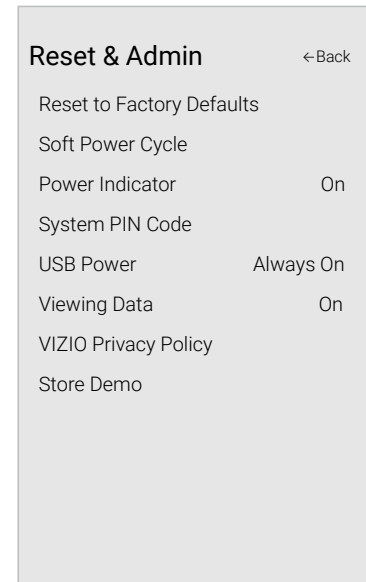 Reset & Admin ←Back
Reset to Factory Defaults
Soft Power Cycle
Power Indicator On
System PIN Code
USB Power Always On
Viewing Data On
VIZIO Privacy Policy
Store Demo